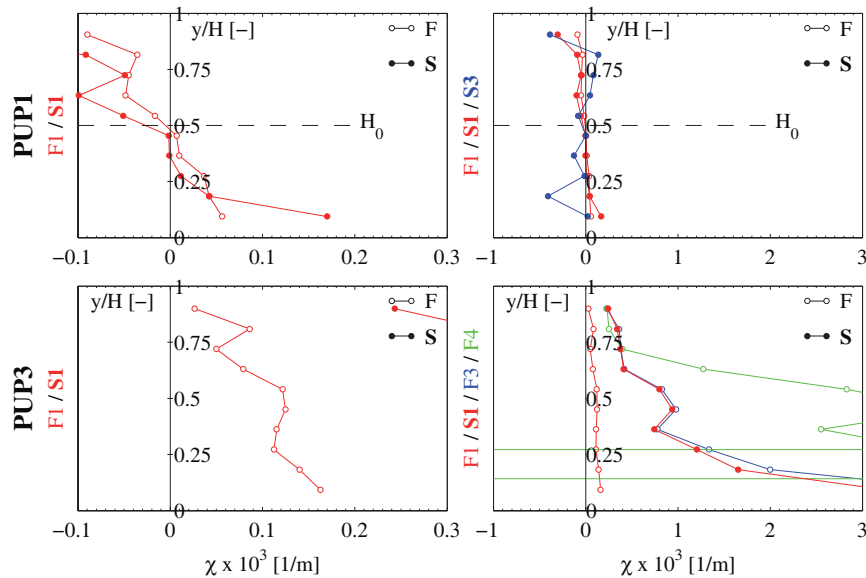 PUP1
F1 / S1
y/H [−]
F
S
H0
1
0.75
0.5
0.25
0
−0.1
0
0.1
0.2
0.3
F1 / S1 / S3
y/H [−]
F
S
H0
1
0.75
0.5
0.25
0
−1
0
1
2
3
PUP3
F1 / S1
y/H [−]
F
S
1
0.75
0.5
0.25
0
−0.1
0
0.1
0.2
0.3
χ x 10³ [1/m]
F1 / S1 / F3 / F4
y/H [−]
F
S
1
0.75
0.5
0.25
0
−1
0
1
2
3
χ x 10³ [1/m]